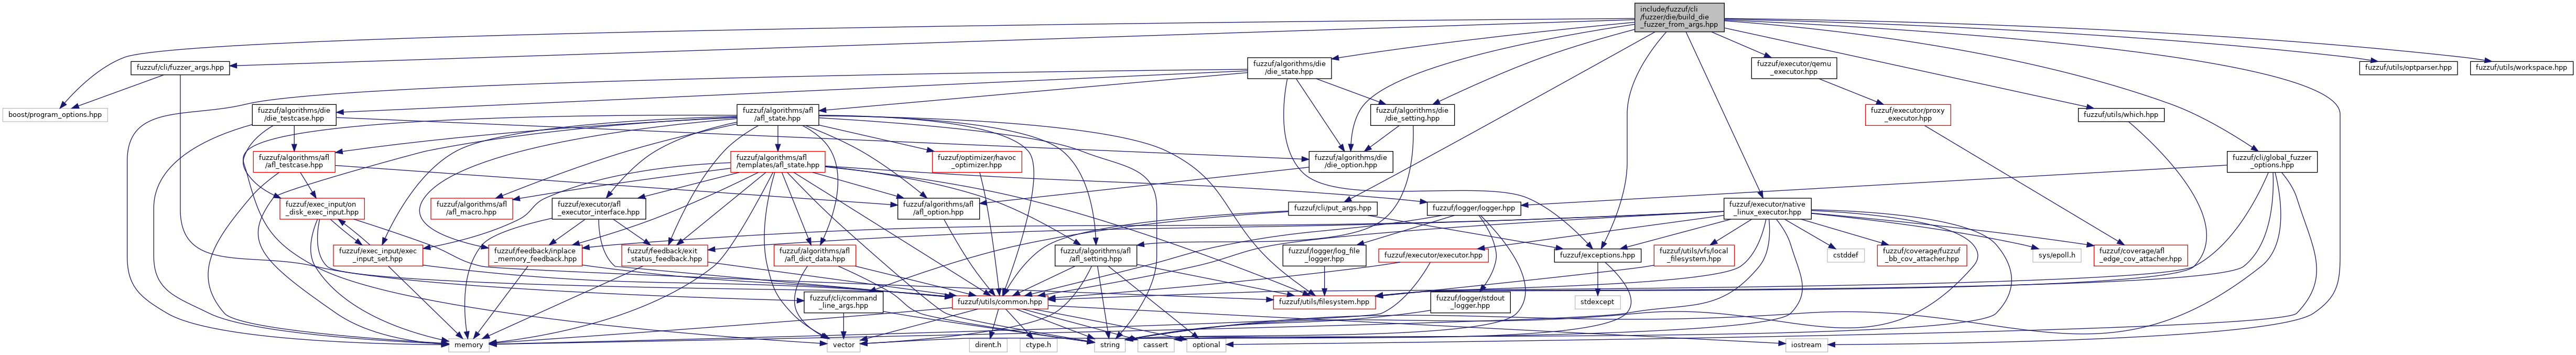 include/fuzzuf/cli
/fuzzer/die/build_die
_fuzzer_from_args.hpp
fuzzuf/cli/fuzzer_args.hpp
fuzzuf/algorithms/die
/die_state.hpp
fuzzuf/executor/qemu
_executor.hpp
fuzzuf/utils/optparser.hpp
fuzzuf/utils/workspace.hpp
boost/program_options.hpp
fuzzuf/algorithms/die
/die_testcase.hpp
fuzzuf/algorithms/afl
/afl_state.hpp
fuzzuf/algorithms/die
/die_setting.hpp
fuzzuf/executor/proxy
_executor.hpp
fuzzuf/utils/which.hpp
fuzzuf/algorithms/afl
/afl_testcase.hpp
fuzzuf/algorithms/afl
/templates/afl_state.hpp
fuzzuf/optimizer/havoc
_optimizer.hpp
fuzzuf/algorithms/die
/die_option.hpp
fuzzuf/cli/global_fuzzer
_options.hpp
fuzzuf/exec_input/on
_disk_exec_input.hpp
fuzzuf/algorithms/afl
/afl_macro.hpp
fuzzuf/executor/afl
_executor_interface.hpp
fuzzuf/algorithms/afl
/afl_option.hpp
fuzzuf/cli/put_args.hpp
fuzzuf/logger/logger.hpp
fuzzuf/executor/native
_linux_executor.hpp
fuzzuf/exec_input/exec
_input_set.hpp
fuzzuf/feedback/inplace
_memory_feedback.hpp
fuzzuf/feedback/exit
_status_feedback.hpp
fuzzuf/algorithms/afl
/afl_dict_data.hpp
fuzzuf/algorithms/afl
/afl_setting.hpp
fuzzuf/logger/log_file
_logger.hpp
fuzzuf/executor/executor.hpp
fuzzuf/exceptions.hpp
fuzzuf/utils/vfs/local
_filesystem.hpp
cstddef
fuzzuf/coverage/fuzzuf
_bb_cov_attacher.hpp
sys/epoll.h
fuzzuf/coverage/afl
_edge_cov_attacher.hpp
fuzzuf/cli/command
_line_args.hpp
fuzzuf/utils/common.hpp
fuzzuf/utils/filesystem.hpp
fuzzuf/logger/stdout
_logger.hpp
stdexcept
memory
vector
dirent.h
ctype.h
string
cassert
optional
iostream